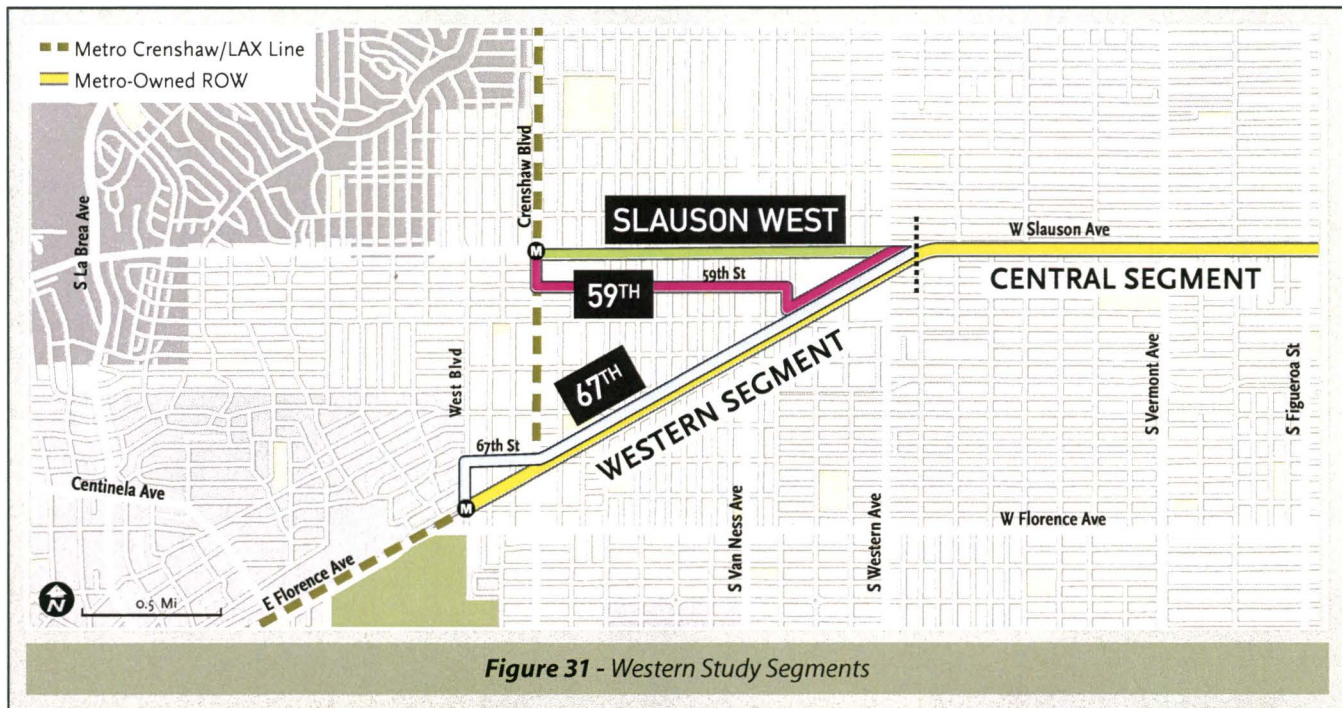 Metro Crenshaw/LAX Line
Metro-Owned ROW
S La Brea Ave
Crenshaw Blvd
M
SLAUSON WEST
W Slauson Ave
59th St
59TH
CENTRAL SEGMENT
West Blvd
67TH
WESTERN SEGMENT
67th St
M
S Vermont Ave
S Figueroa St
Centinela Ave
S Van Ness Ave
S Western Ave
W Florence Ave
E Florence Ave
N
0.5 Mi
Figure 31 - Western Study Segments